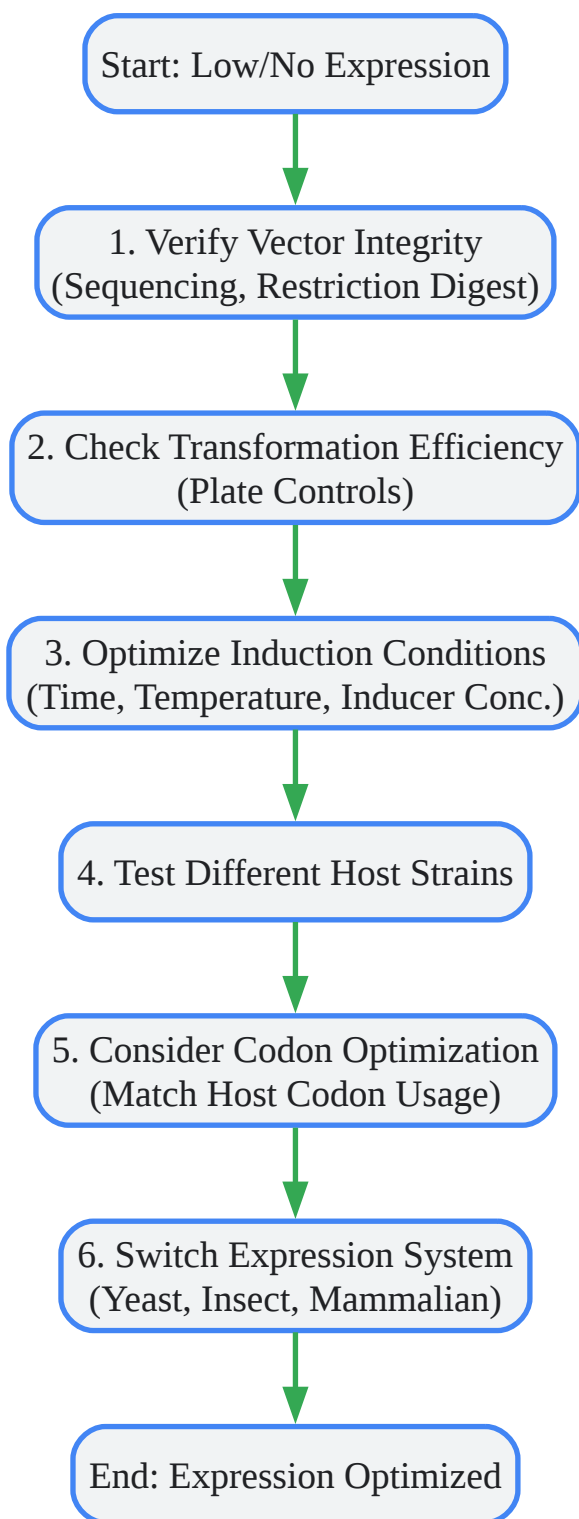 Start: Low/No Expression
1. Verify Vector Integrity
(Sequencing, Restriction Digest)
2. Check Transformation Efficiency
(Plate Controls)
3. Optimize Induction Conditions
(Time, Temperature, Inducer Conc.)
4. Test Different Host Strains
5. Consider Codon Optimization
(Match Host Codon Usage)
6. Switch Expression System
(Yeast, Insect, Mammalian)
End: Expression Optimized